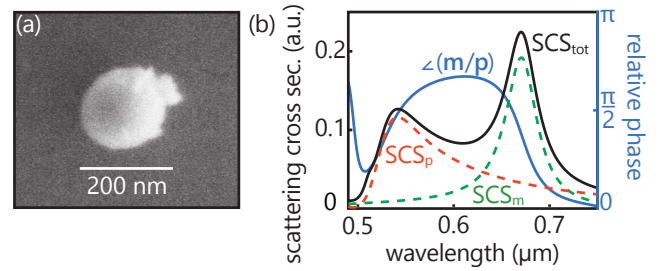 (a)
200 nm
(b)
scattering cross sec. (a.u.)
0.2
0.1
0
∠(m/p)
SCS_tot
SCS_p
SCS_m
π
π/2
0
relative phase
0.5 0.6 0.7
wavelength (μm)